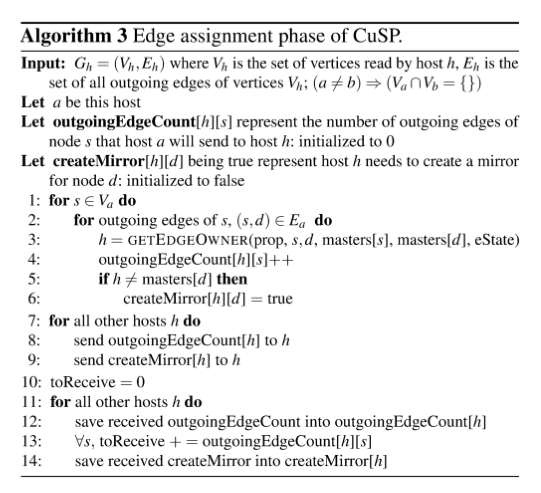 Algorithm 3 Edge assignment phase of CuSP.
Input: G_h = (V_h, E_h) where V_h is the set of vertices read by host h, E_h is the
set of all outgoing edges of vertices V_h; (a ≠ b) ⇒ (V_a ∩ V_b = {})
Let a be this host
Let outgoingEdgeCount[h][s] represent the number of outgoing edges of
node s that host a will send to host h: initialized to 0
Let createMirror[h][d] being true represent host h needs to create a mirror
for node d: initialized to false
1: for s ∈ V_a do
2: for outgoing edges of s, (s,d) ∈ E_a do
3: h = GETEDGEOWNER(prop, s,d, masters[s], masters[d], eState)
4: outgoingEdgeCount[h][s]++
5: if h ≠ masters[d] then
6: createMirror[h][d] = true
7: for all other hosts h do
8: send outgoingEdgeCount[h] to h
9: send createMirror[h] to h
10: toReceive = 0
11: for all other hosts h do
12: save received outgoingEdgeCount into outgoingEdgeCount[h]
13: ∀s, toReceive + = outgoingEdgeCount[h][s]
14: save received createMirror into createMirror[h]